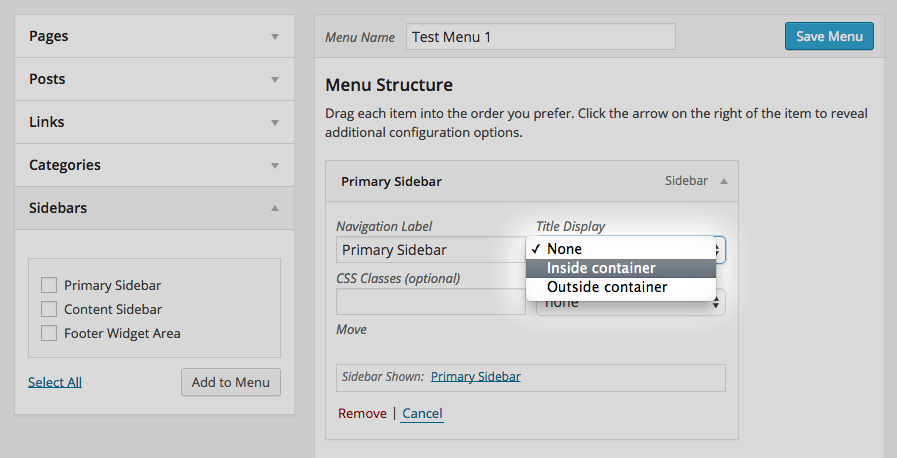 Pages
Posts
Links
Categories
Sidebars
Primary Sidebar
Content Sidebar
Footer Widget Area
Select All
Add to Menu
Menu Name
Test Menu 1
Save Menu
Menu Structure
Drag each item into the order you prefer. Click the arrow on the right of the item to reveal
additional configuration options.
Primary Sidebar
Sidebar
Navigation Label
Title Display
Primary Sidebar
✓ None
Inside container
Outside container
CSS Classes (optional)
none
Move
Sidebar Shown: Primary Sidebar
Remove | Cancel